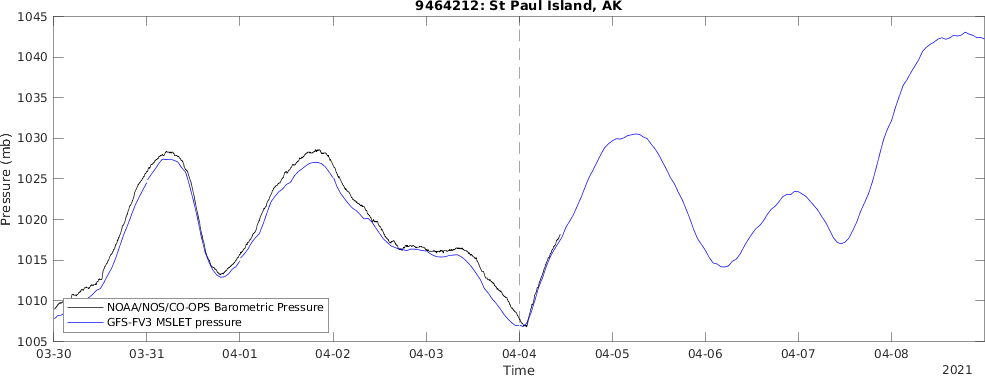 9464212: St Paul Island, AK
1045
1040
1035
1030
1025
1020
1015
1010
1005
Pressure (mb)
NOAA/NOS/CO-OPS Barometric Pressure
GFS-FV3 MSLET pressure
03-30 03-31 04-01 04-02 04-03 04-04 04-05 04-06 04-07 04-08
Time
2021